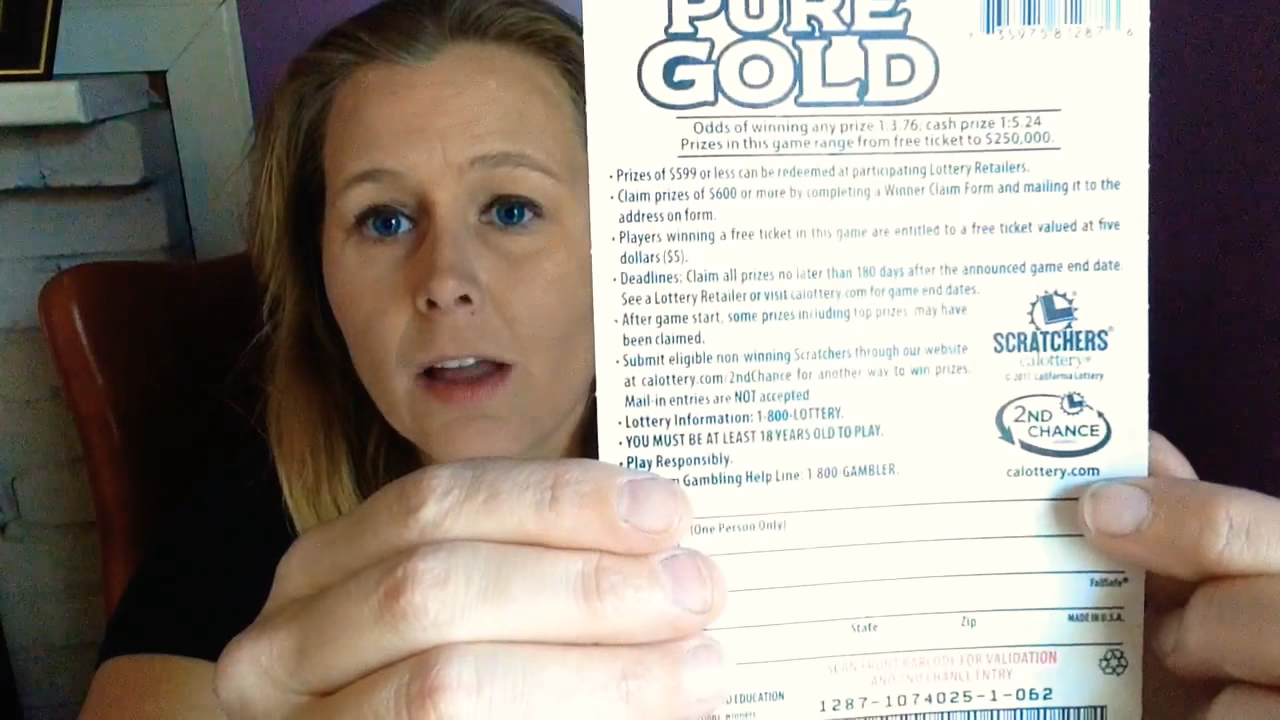 PURE
GOLD
35975 81287 6
Odds of winning any prize 1:3.76; cash prize 1:5.24
Prizes in this game range from free ticket to $250,000.
• Prizes of $599 or less can be redeemed at participating Lottery Retailers.
• Claim prizes of $600 or more by completing a Winner Claim Form and mailing it to the
address on form.
• Players winning a free ticket in this game are entitled to a free ticket valued at five
dollars ($5).
• Deadlines: Claim all prizes no later than 180 days after the announced game end date.
See a Lottery Retailer or visit calottery.com for game end dates.
• After game start, some prizes including top prizes may have
been claimed.
• Submit eligible non winning Scratchers through our website
at calottery.com/2ndChance for another way to win prizes.
Mail-in entries are NOT accepted
• Lottery Information: 1-800-LOTTERY.
• YOU MUST BE AT LEAST 18 YEARS OLD TO PLAY.
• Play Responsibly.
Gambling Help Line: 1 800-GAMBLER.
SCRATCHERS®
calottery®
© 2017 California Lottery
2ND
CHANCE
calottery.com
(One Person Only)
FailSafe®
State Zip MADE IN U.S.A.
SCAN FRONT BARCODE FOR VALIDATION
AND 2ND CHANCE ENTRY
EDUCATION
1287-1074025-1-062